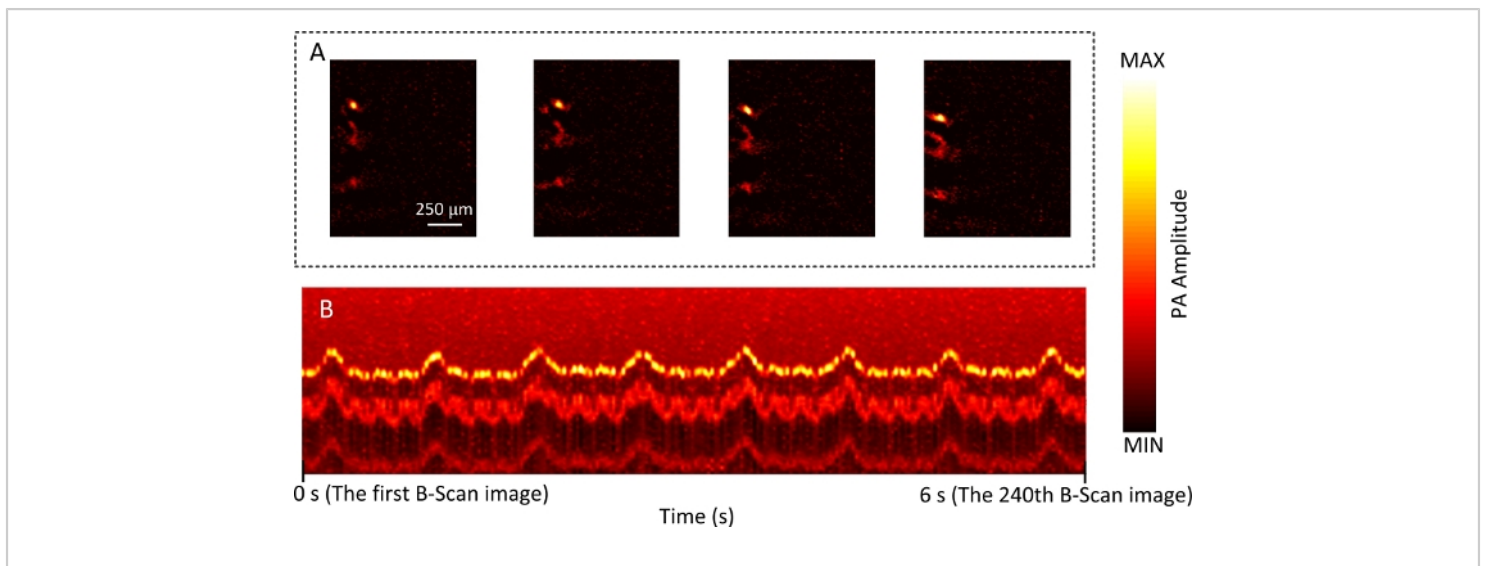 A
MAX
250 μm
PA Amplitude
B
MIN
0 s (The first B-Scan image)
6 s (The 240th B-Scan image)
Time (s)